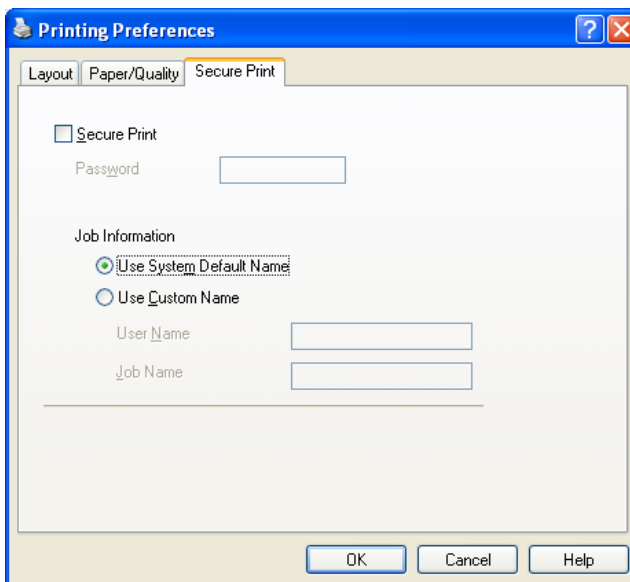 Printing Preferences
Layout Paper/Quality Secure Print
Secure Print
Password
Job Information
Use System Default Name
Use Custom Name
User Name
Job Name
OK Cancel Help